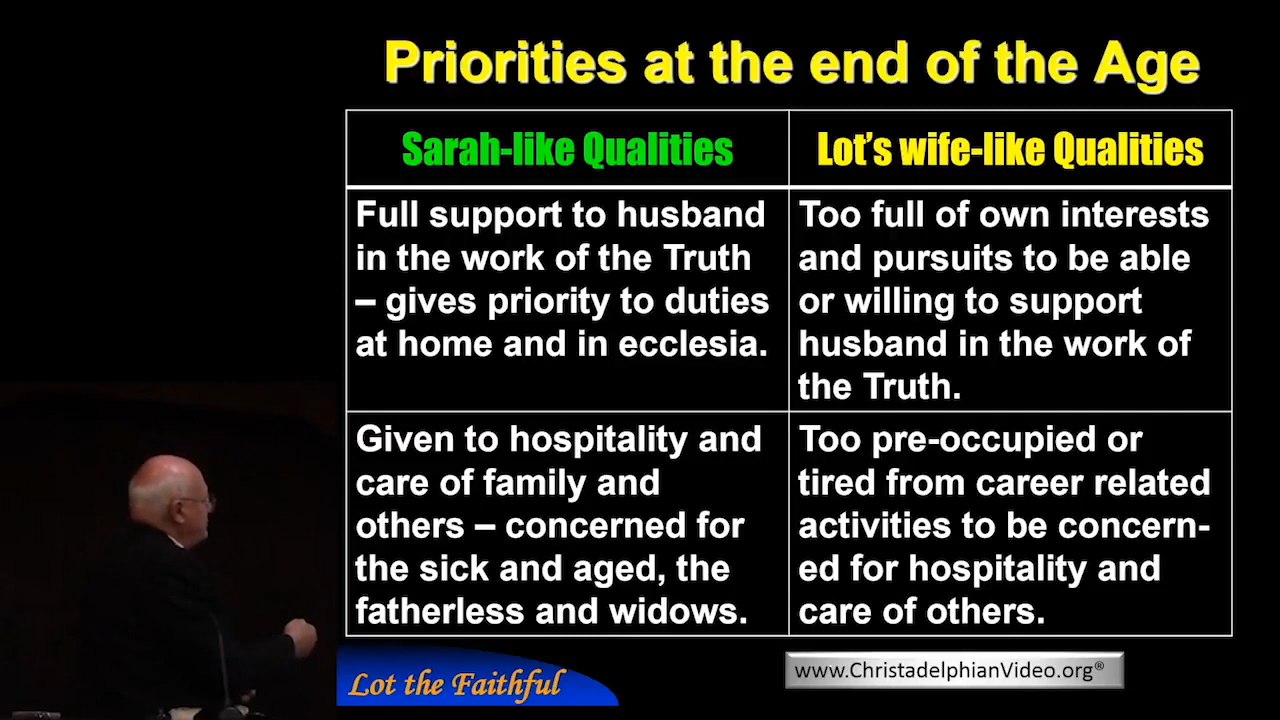 Priorities at the end of the Age
Sarah-like Qualities
Lot's wife-like Qualities
Full support to husband
in the work of the Truth
– gives priority to duties
at home and in ecclesia.
Too full of own interests
and pursuits to be able
or willing to support
husband in the work of
the Truth.
Given to hospitality and
care of family and
others – concerned for
the sick and aged, the
fatherless and widows.
Too pre-occupied or
tired from career related
activities to be concern-
ed for hospitality and
care of others.
Lot the Faithful
www.ChristadelphianVideo.org®